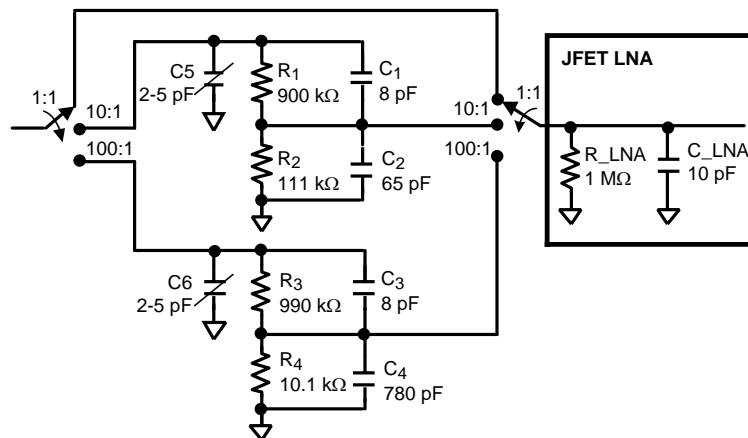 JFET LNA
C5
2-5 pF
R1
900 kΩ
C1
8 pF
1:1
10:1
100:1
1:1
10:1
100:1
R2
111 kΩ
C2
65 pF
R_LNA
1 MΩ
C_LNA
10 pF
C6
2-5 pF
R3
990 kΩ
C3
8 pF
R4
10.1 kΩ
C4
780 pF